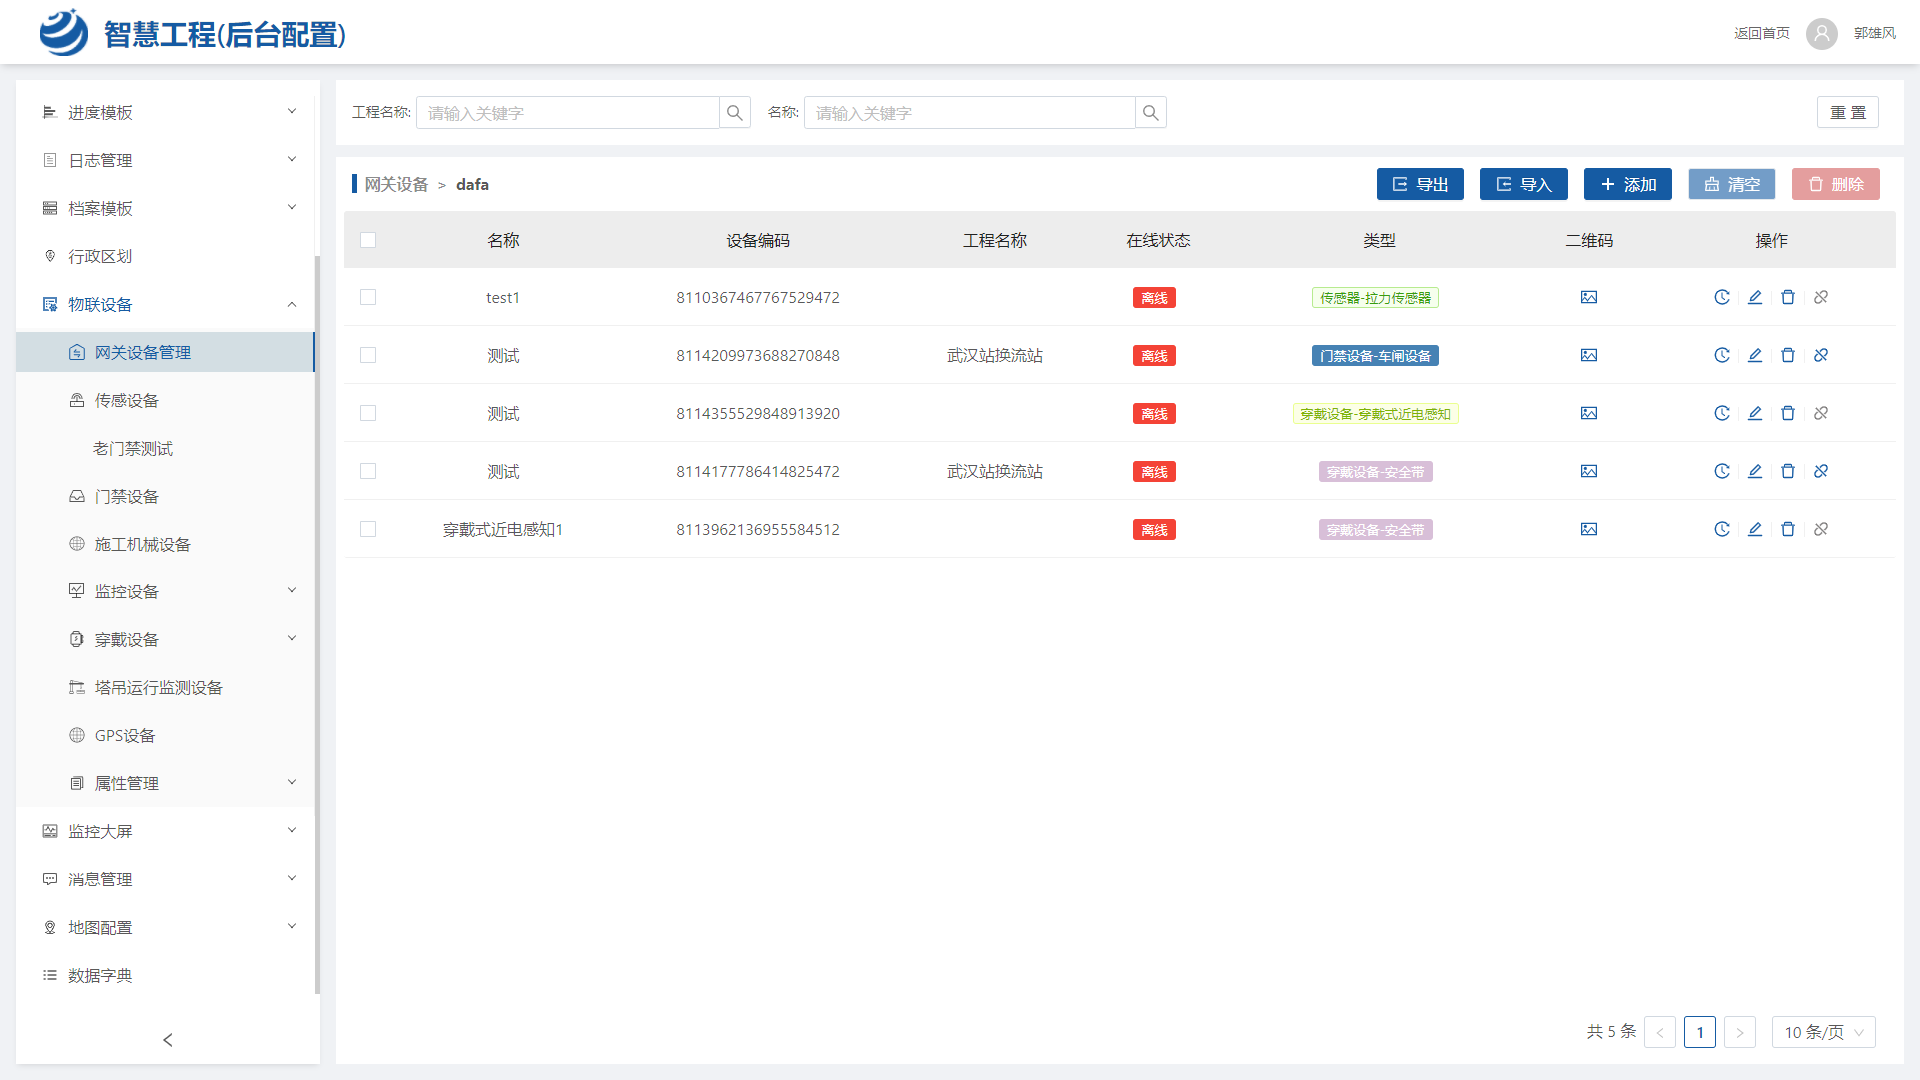 智慧工程(后台配置)
返回首页
郭雄风
进度模板
日志管理
档案模板
行政区划
物联设备
网关设备管理
传感设备
老门禁测试
门禁设备
施工机械设备
监控设备
穿戴设备
塔吊运行监测设备
GPS设备
属性管理
监控大屏
消息管理
地图配置
数据字典
工程名称: 请输入关键字 名称: 请输入关键字 重 置
网关设备 > dafa 导出 导入 添加 清空 删除
名称 设备编码 工程名称 在线状态 类型 二维码 操作
test1 8110367467767529472 离线 传感器-拉力传感器
测试 8114209973688270848 武汉站换流站 离线 门禁设备-车闸设备
测试 8114355529848913920 离线 穿戴设备-穿戴式近电感知
测试 8114177786414825472 武汉站换流站 离线 穿戴设备-安全带
穿戴式近电感知1 8113962136955584512 离线 穿戴设备-安全带
共 5 条 < 1 > 10 条/页